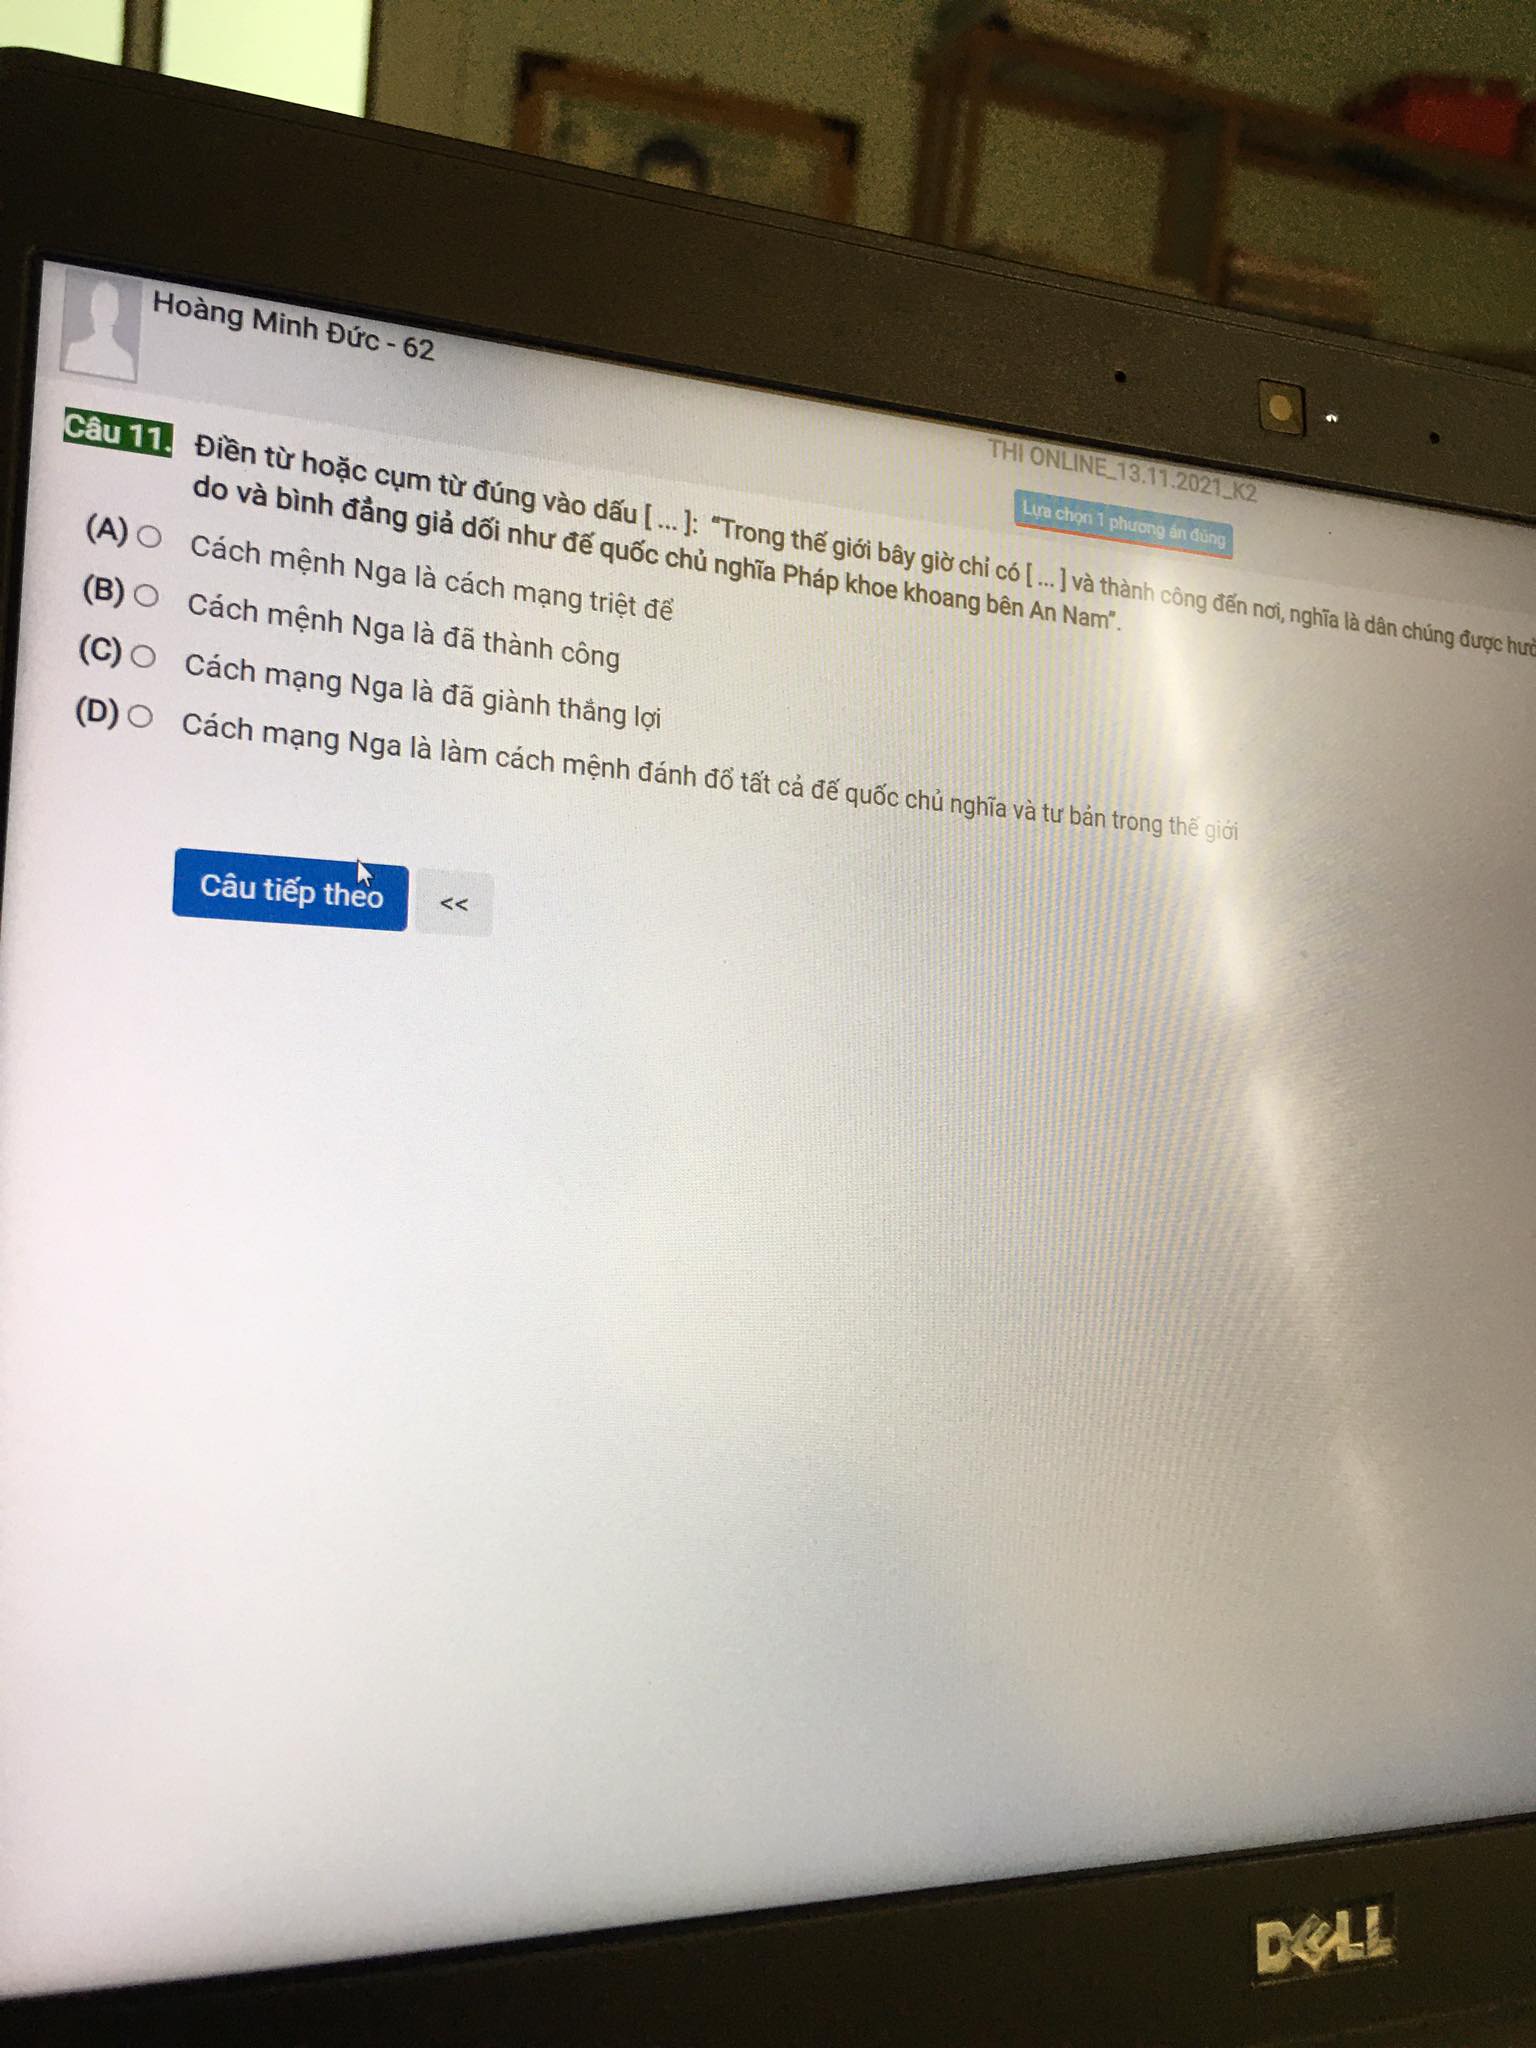 Hoàng Minh Đức - 62
THI ONLINE_13.11.2021_K2
Lựa chọn 1 phương án đúng
Câu 11. Điền từ hoặc cụm từ đúng vào dấu [ ... ]: "Trong thế giới bây giờ chỉ có [ ... ] và thành công đến nơi, nghĩa là dân chúng được
do và bình đẳng giả dối như đế quốc chủ nghĩa Pháp khoe khoang bên An Nam".
(A) Cách mệnh Nga là cách mạng triệt để
(B) Cách mệnh Nga là đã thành công
(C) Cách mạng Nga là đã giành thắng lợi
(D) Cách mạng Nga là làm cách mệnh đánh đổ tất cả đế quốc chủ nghĩa và tư bản trong thế giới
Câu tiếp theo <<
DELL